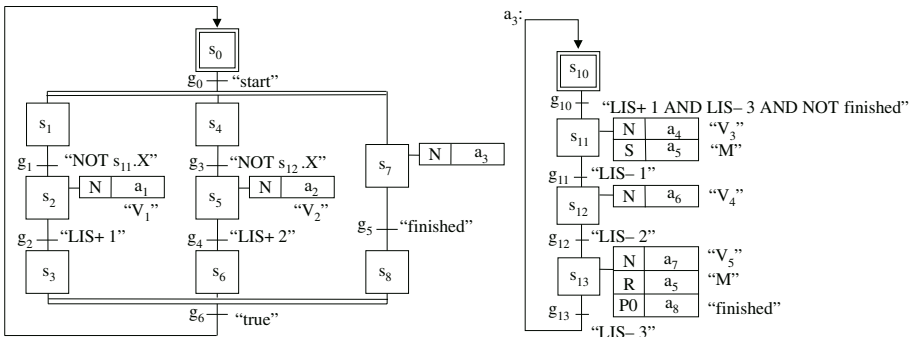 a3:
s0
g0 “start”
s1
s4
s7
N a3
g1 “NOT s11.X”
g3 “NOT s12.X”
s2
N a1
“V1”
s5
N a2
“V2”
g2 “LIS+ 1”
g4 “LIS+ 2”
g5 “finished”
s3
s6
s8
g6 “true”
s10
g10 “LIS+ 1 AND LIS– 3 AND NOT finished”
s11
N a4 “V3”
S a5 “M”
g11 “LIS– 1”
s12
N a6 “V4”
g12 “LIS– 2”
s13
N a7 “V5”
R a5 “M”
P0 a8 “finished”
g13 “LIS– 3”